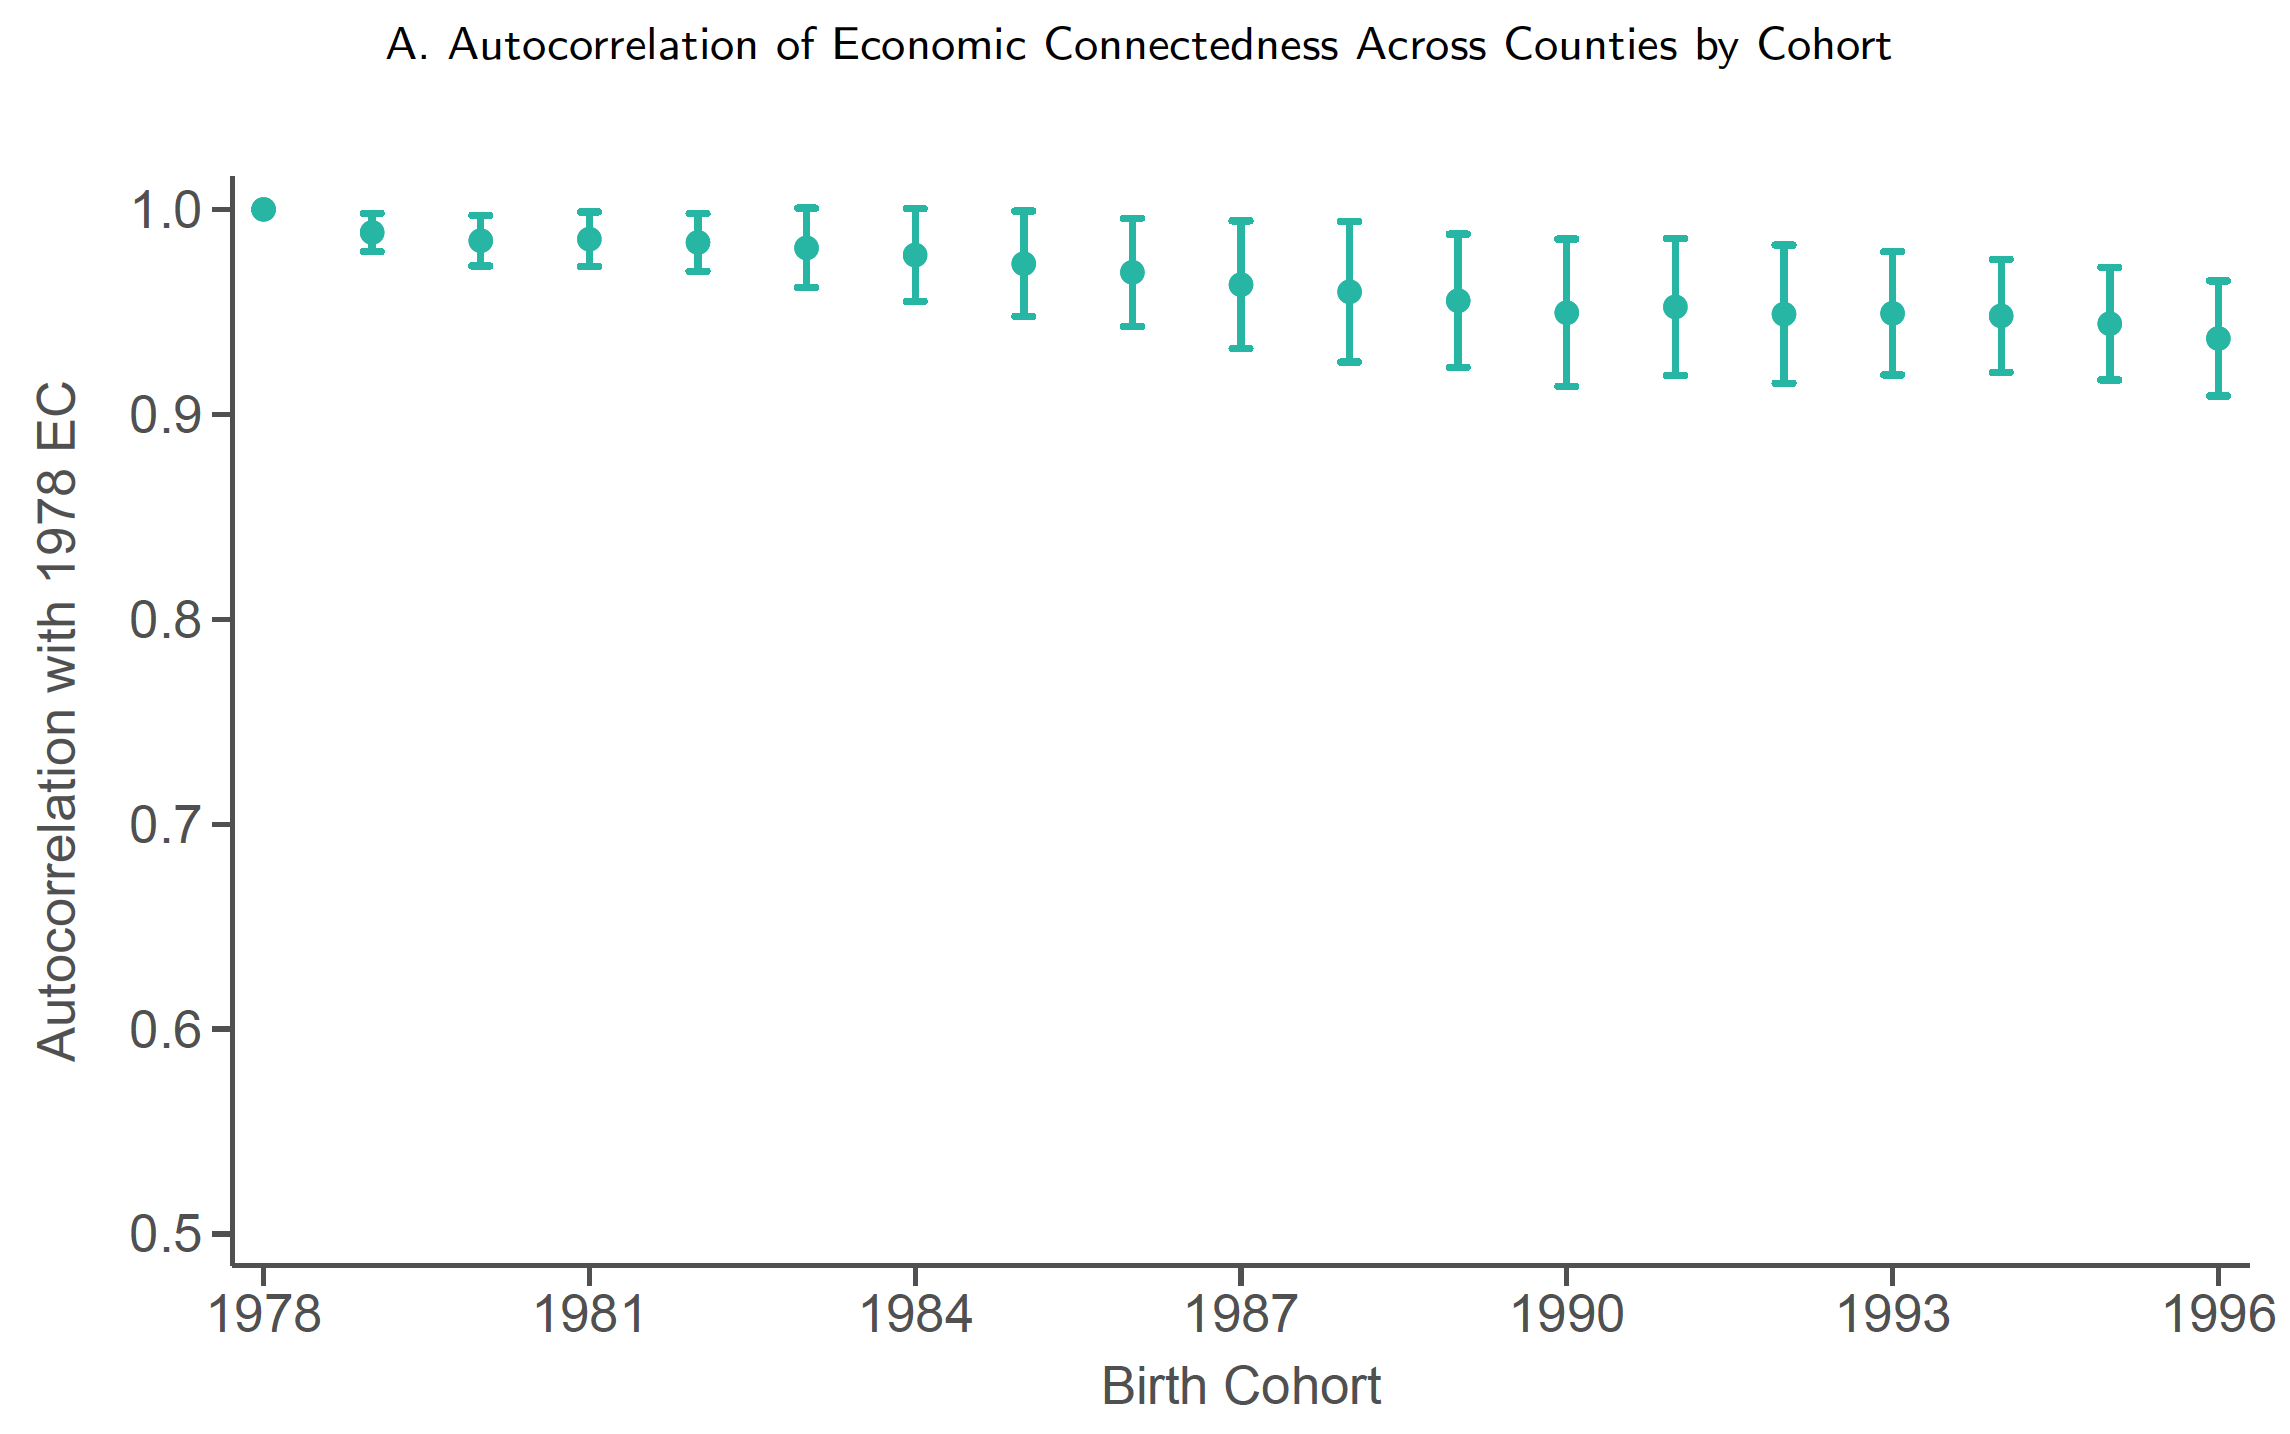 A. Autocorrelation of Economic Connectedness Across Counties by Cohort
Autocorrelation with 1978 EC
1.0
0.9
0.8
0.7
0.6
0.5
1978 1981 1984 1987 1990 1993 1996
Birth Cohort